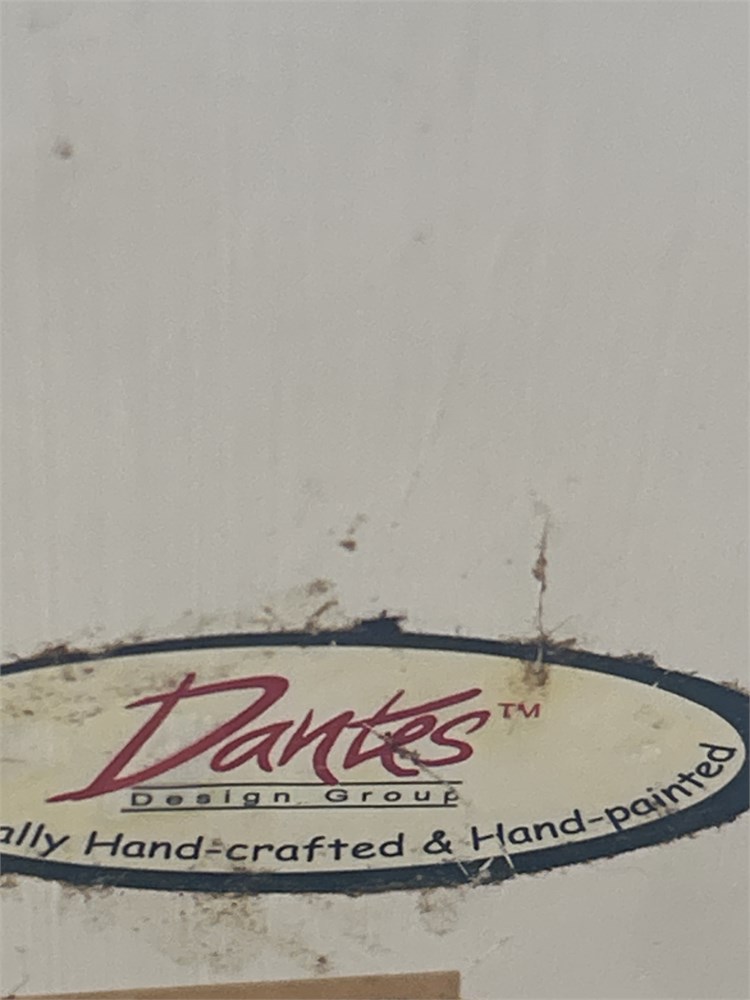 Dantes™
Design Group
ally Hand-crafted & Hand-painted